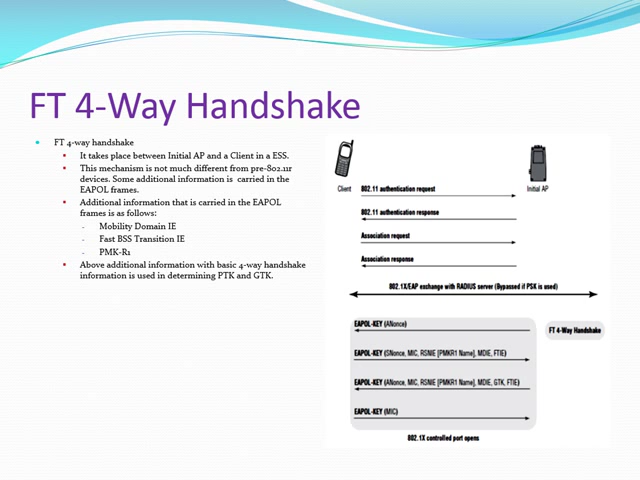 FT 4-Way Handshake
FT 4-way handshake
It takes place between Initial AP and a Client in a ESS.
This mechanism is not much different from pre-802.11r
devices. Some additional information is carried in the
EAPOL frames.
Additional information that is carried in the EAPOL
frames is as follows:
Mobility Domain IE
Fast BSS Transition IE
PMK-R1
Above additional information with basic 4-way handshake
information is used in determining PTK and GTK.
Client
Initial AP
802.11 authentication request
802.11 authentication response
Association request
Association response
802.1X/EAP exchange with RADIUS server (Bypassed if PSK is used)
EAPOL-KEY (ANonce)
FT 4-Way Handshake
EAPOL-KEY (SNonce, MIC, RSNIE [PMKR1 Name], MDIE, FTIE)
EAPOL-KEY (ANonce, MIC, RSNIE [PMKR1 Name], MDIE, GTK, FTIE)
EAPOL-KEY (MIC)
802.1X controlled port opens